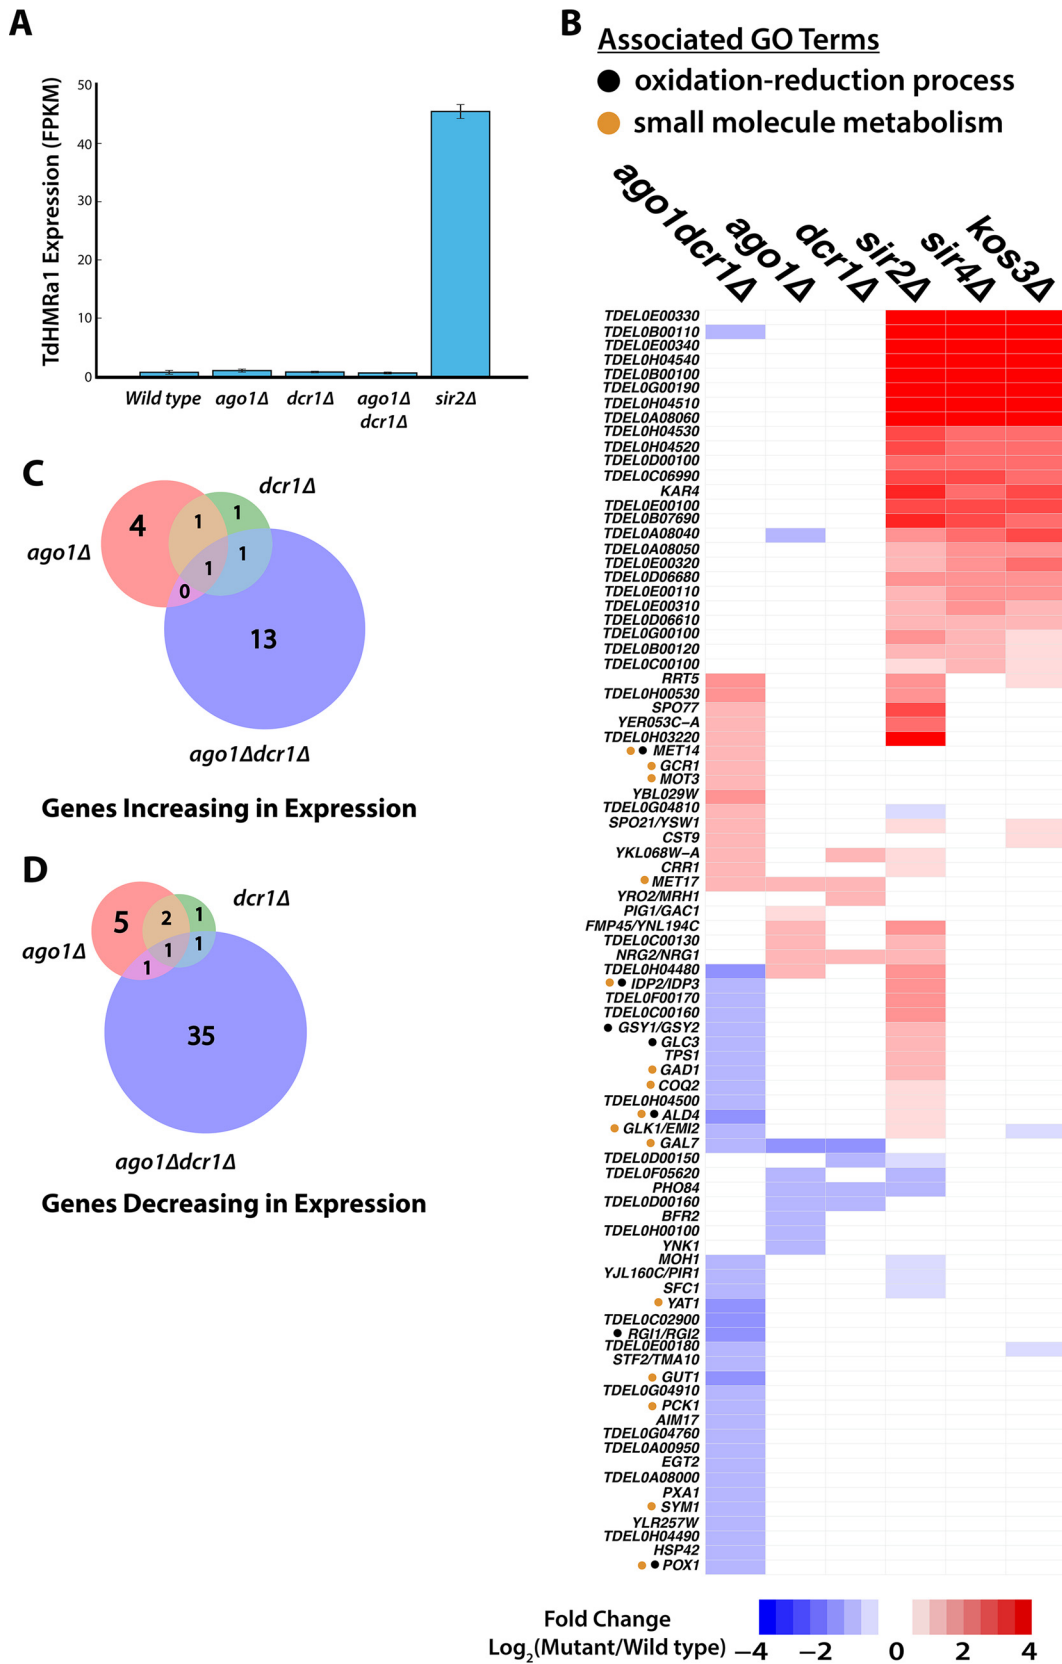 A
TdHMRa1 Expression (FPKM)
50
40
30
20
10
0
Wild type
ago1Δ
dcr1Δ
ago1Δ
dcr1Δ
sir2Δ
B
Associated GO Terms
oxidation-reduction process
small molecule metabolism
ago1dcr1Δ
ago1Δ
dcr1Δ
sir2Δ
sir4Δ
kos3Δ
TDEL0E00330
TDEL0B00110
TDEL0E00340
TDEL0H04540
TDEL0B00100
TDEL0G00190
TDEL0H04510
TDEL0A08060
TDEL0H04530
TDEL0H04520
TDEL0D00100
TDEL0C06990
KAR4
TDEL0E00100
TDEL0B07690
TDEL0A08040
TDEL0A08050
TDEL0E00320
TDEL0D06680
TDEL0E00110
TDEL0E00310
TDEL0D06610
TDEL0G00100
TDEL0B00120
TDEL0C00100
RRT5
TDEL0H00530
SPO77
YER053C–A
TDEL0H03220
MET14
GCR1
MOT3
YBL029W
TDEL0G04810
SPO21/YSW1
CST9
YKL068W–A
CRR1
MET17
YRO2/MRH1
PIG1/GAC1
FMP45/YNL194C
TDEL0C00130
NRG2/NRG1
TDEL0H04480
IDP2/IDP3
TDEL0F00170
TDEL0C00160
GSY1/GSY2
GLC3
TPS1
GAD1
COQ2
TDEL0H04500
ALD4
GLK1/EMI2
GAL7
TDEL0D00150
TDEL0F05620
PHO84
TDEL0D00160
BFR2
TDEL0H00100
YNK1
MOH1
YJL160C/PIR1
SFC1
YAT1
TDEL0C02900
RGI1/RGI2
TDEL0E00180
STF2/TMA10
GUT1
TDEL0G04910
PCK1
AIM17
TDEL0G04760
TDEL0A00950
EGT2
TDEL0A08000
PXA1
SYM1
YLR257W
TDEL0H04490
HSP42
POX1
Fold Change
Log2(Mutant/Wild type)
–4
–2
0
2
4
C
dcr1Δ
ago1Δ
4
1
1
1
1
0
13
ago1Δdcr1Δ
Genes Increasing in Expression
D
dcr1Δ
ago1Δ
5
2
1
1
1
1
35
ago1Δdcr1Δ
Genes Decreasing in Expression